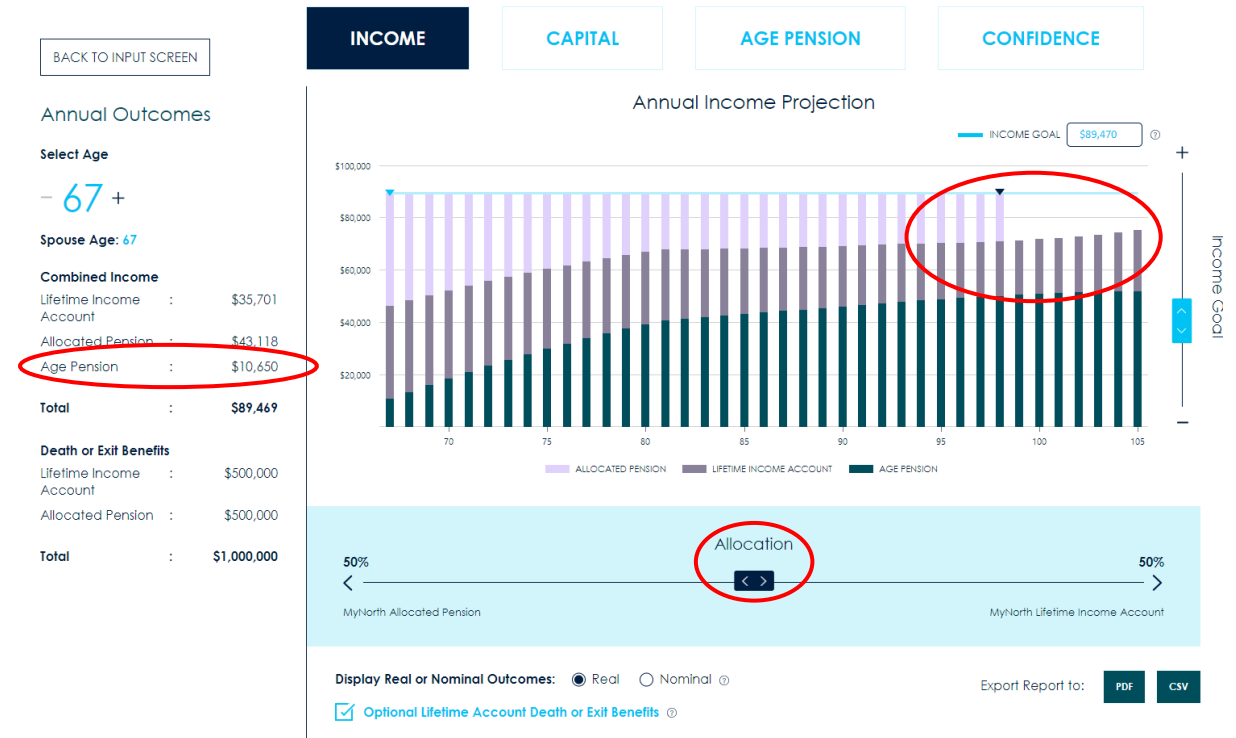 BACK TO INPUT SCREEN
INCOME
CAPITAL
AGE PENSION
CONFIDENCE
Annual Outcomes
Select Age
− 67 +
Spouse Age: 67
Combined Income
Lifetime Income : $35,701
Account
Allocated Pension : $43,118
Age Pension : $10,650
Total : $89,469
Death or Exit Benefits
Lifetime Income : $500,000
Account
Allocated Pension : $500,000
Total : $1,000,000
Annual Income Projection
INCOME GOAL $89,470 ?
+
Income Goal
−
$100,000
$80,000
$60,000
$40,000
$20,000
70 75 80 85 90 95 100 105
ALLOCATED PENSION LIFETIME INCOME ACCOUNT AGE PENSION
Allocation
50% 50%
MyNorth Allocated Pension MyNorth Lifetime Income Account
Display Real or Nominal Outcomes: Real Nominal ?
Optional Lifetime Account Death or Exit Benefits ?
Export Report to: PDF CSV